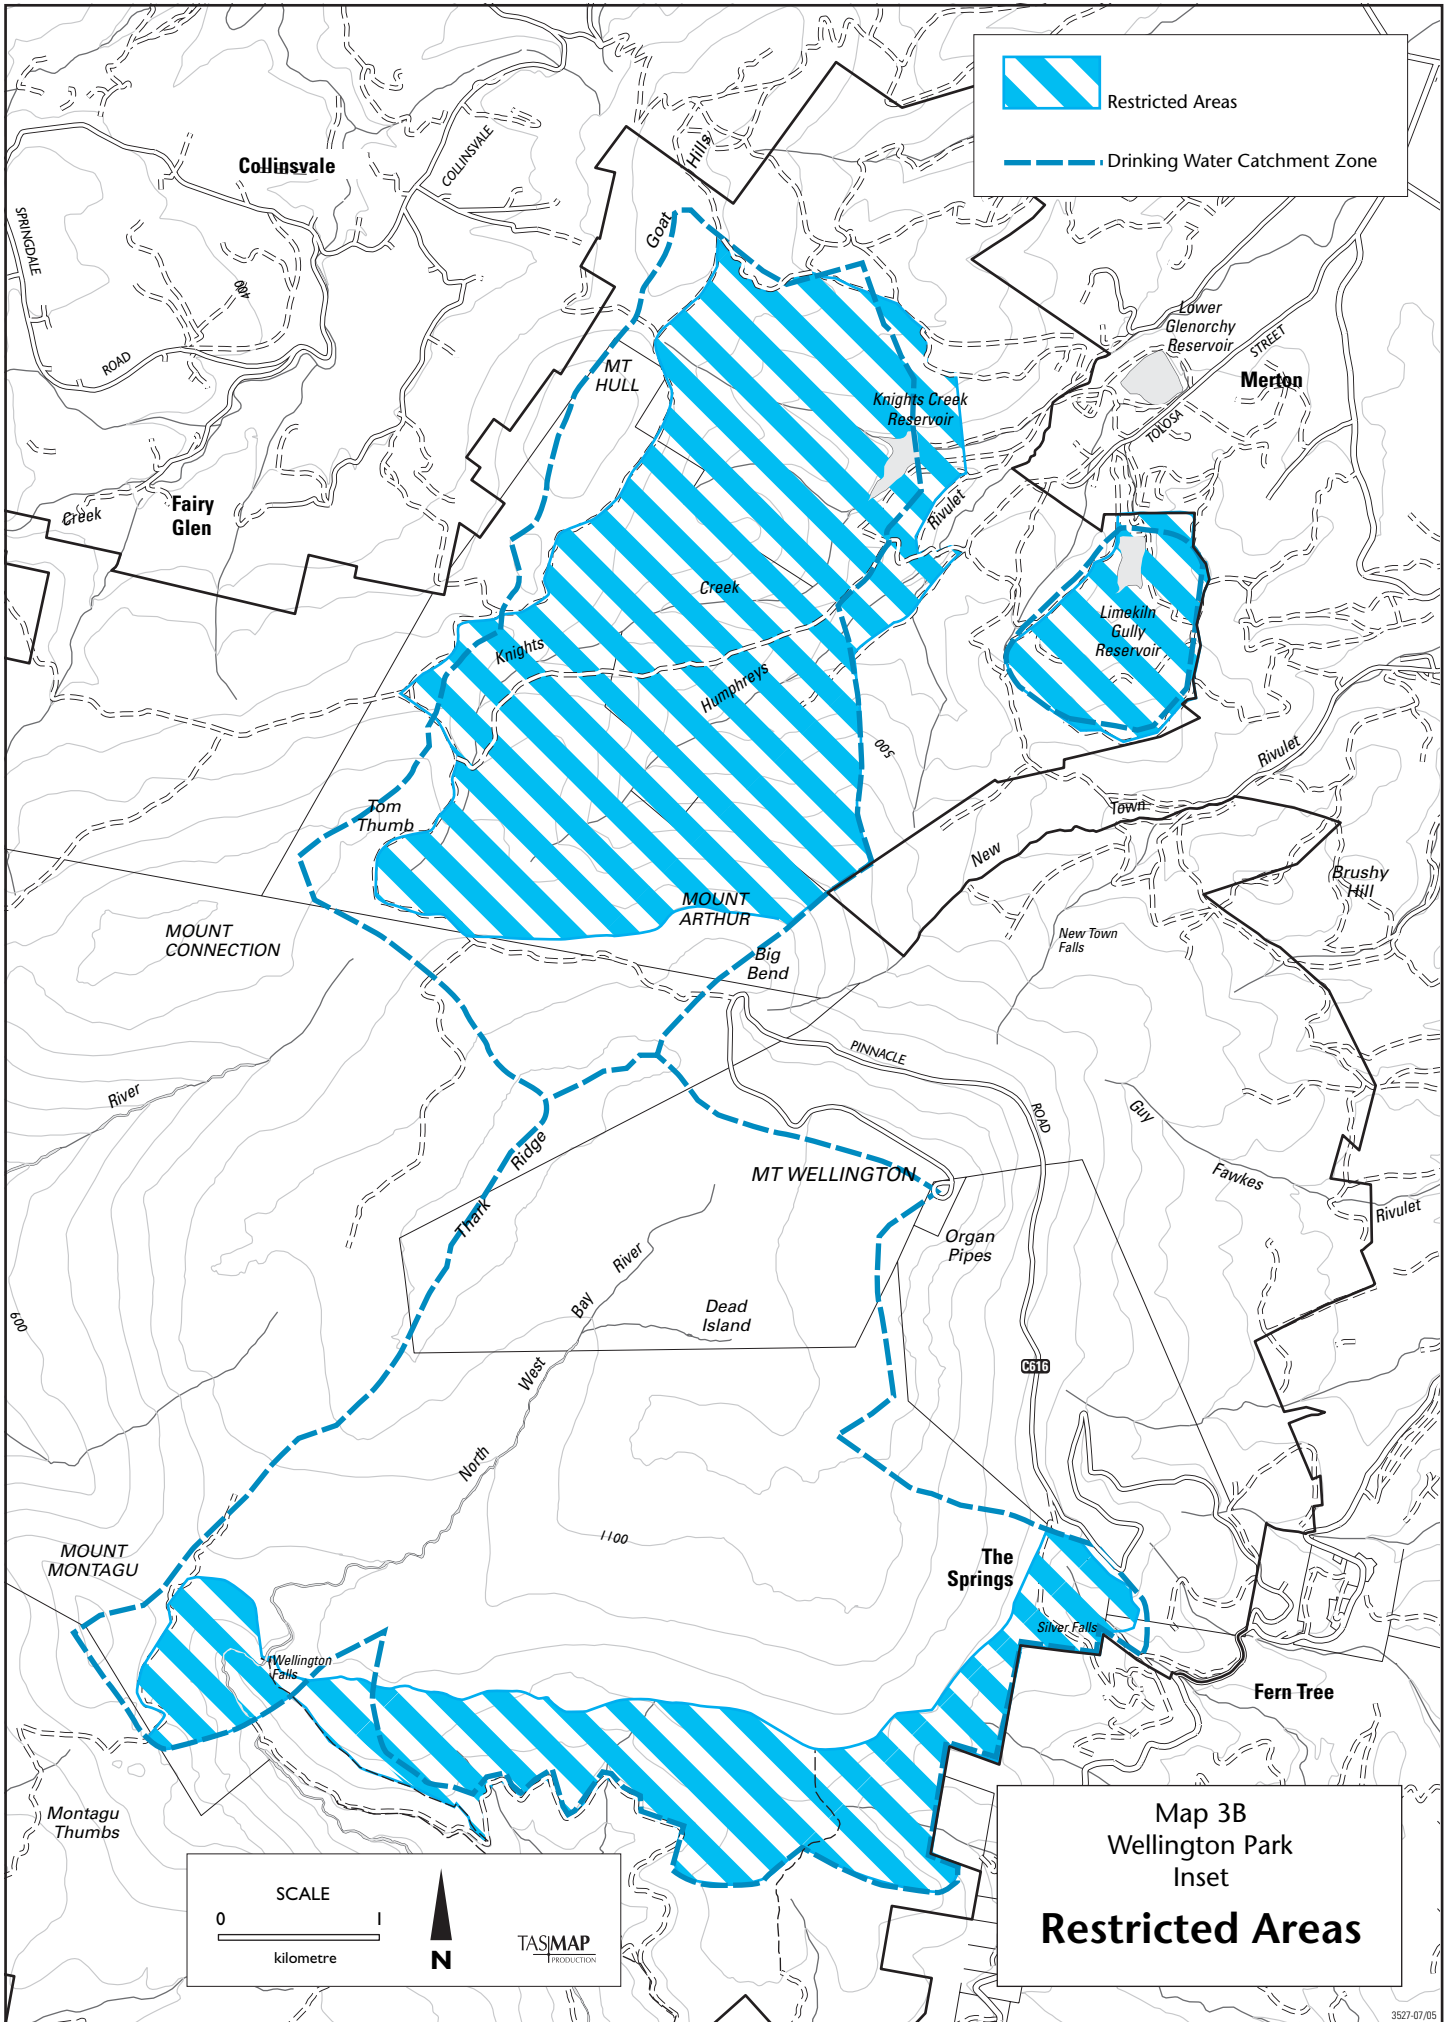 Restricted Areas
Drinking Water Catchment Zone
Collinsvale
COLLINSVALE
Hills
Goat
SPRINGDALE
400
ROAD
Lower
Glenorchy
Reservoir
STREET
MT
HULL
Merton
Knights Creek
Reservoir
TOLOSA
Fairy
Glen
Creek
Rivulet
Creek
Limekiln
Gully
Reservoir
Knights
Humphreys
500
Rivulet
Tom
Thumb
Town
New
Brushy
Hill
MOUNT
ARTHUR
MOUNT
CONNECTION
New Town
Falls
Big
Bend
PINNACLE
River
ROAD
Guy
Ridge
MT WELLINGTON
Fawkes
Rivulet
Thark
Organ
Pipes
River
Bay
Dead
Island
600
West
C616
North
1100
MOUNT
MONTAGU
The
Springs
Silver Falls
Wellington
Falls
Fern Tree
Montagu
Thumbs
Map 3B
Wellington Park
Inset
Restricted Areas
SCALE
0 1
kilometre
N
TASMAP
PRODUCTION
3527-07/05